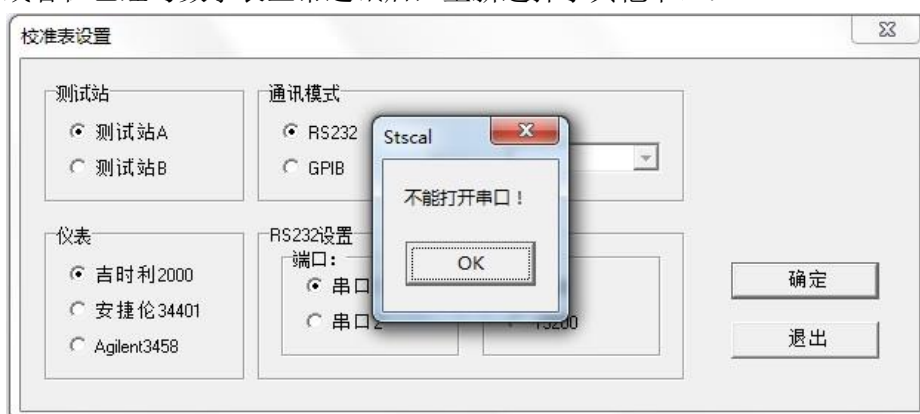 校准表设置
测试站
测试站A
测试站B
通讯模式
RS232
GPIB
Stscal
不能打开串口！
OK
仪表
吉时利2000
安捷伦34401
Agilent3458
RS232设置
端口：
串口
串口2
确定
退出